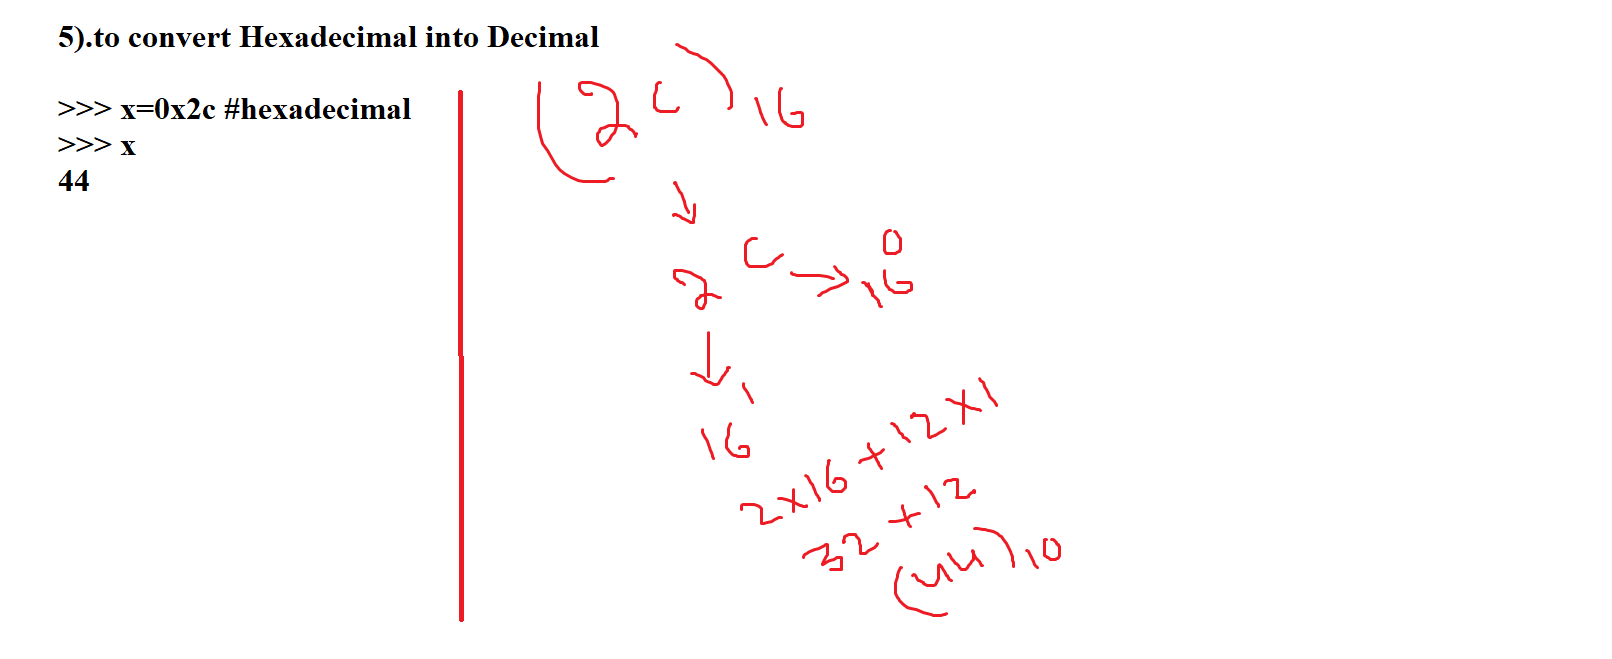 5).to convert Hexadecimal into Decimal
>>> x=0x2c #hexadecimal
>>> x
44
(2c)16
2 c → 16 0
↓
16 1
2x16+12x1
32+12
(44)10